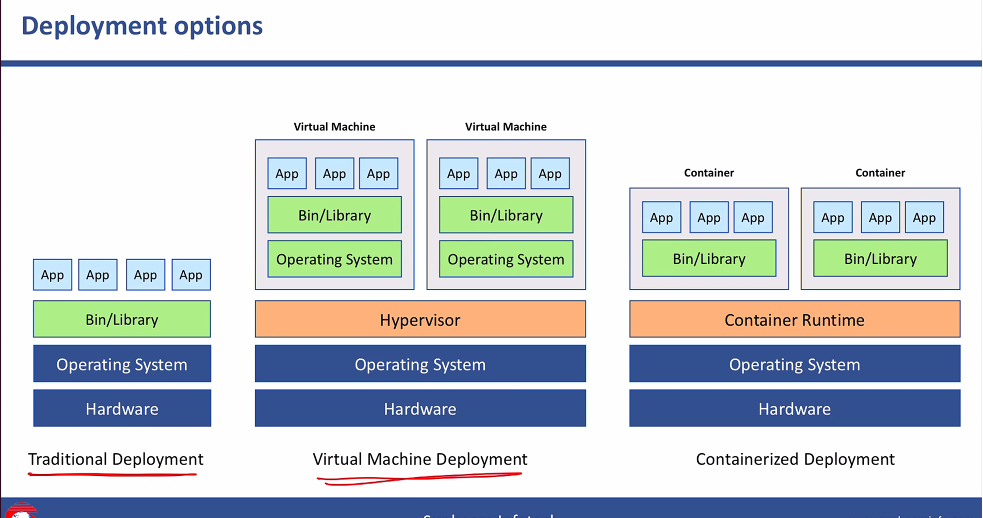 Deployment options
Virtual Machine
Virtual Machine
App App App
App App App
Bin/Library
Bin/Library
Operating System
Operating System
Container
Container
App App App
App App App
Bin/Library
Bin/Library
App App App App
Bin/Library
Operating System
Hardware
Hypervisor
Operating System
Hardware
Container Runtime
Operating System
Hardware
Traditional Deployment
Virtual Machine Deployment
Containerized Deployment